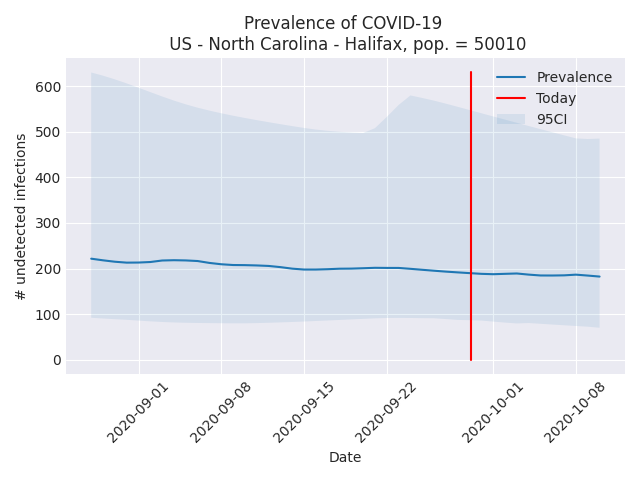 Prevalence of COVID-19
US - North Carolina - Halifax, pop. = 50010
Prevalence
Today
95CI
# undetected infections
600
500
400
300
200
100
0
2020-09-01
2020-09-08
2020-09-15
2020-09-22
2020-10-01
2020-10-08
Date